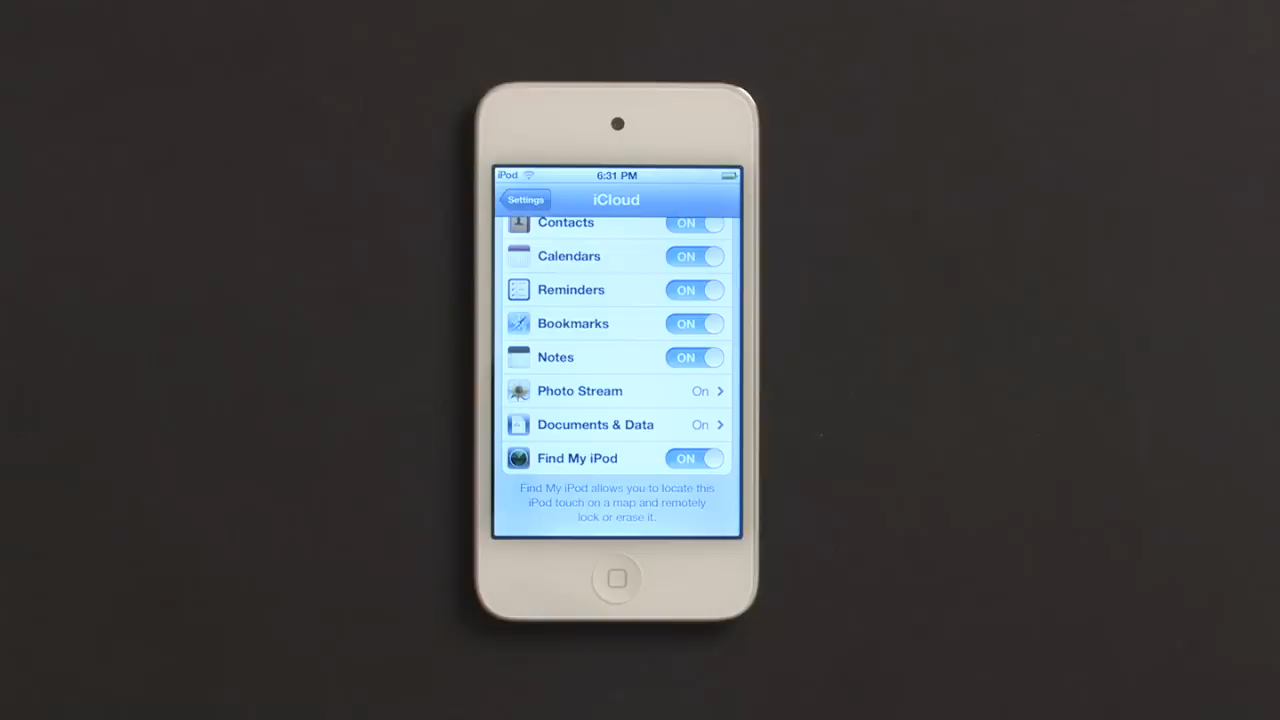 iPod 6:31 PM
Settings iCloud
Contacts ON
Calendars ON
Reminders ON
Bookmarks ON
Notes ON
Photo Stream On
Documents & Data On
Find My iPod ON
Find My iPod allows you to locate this
iPod touch on a map and remotely
lock or erase it.